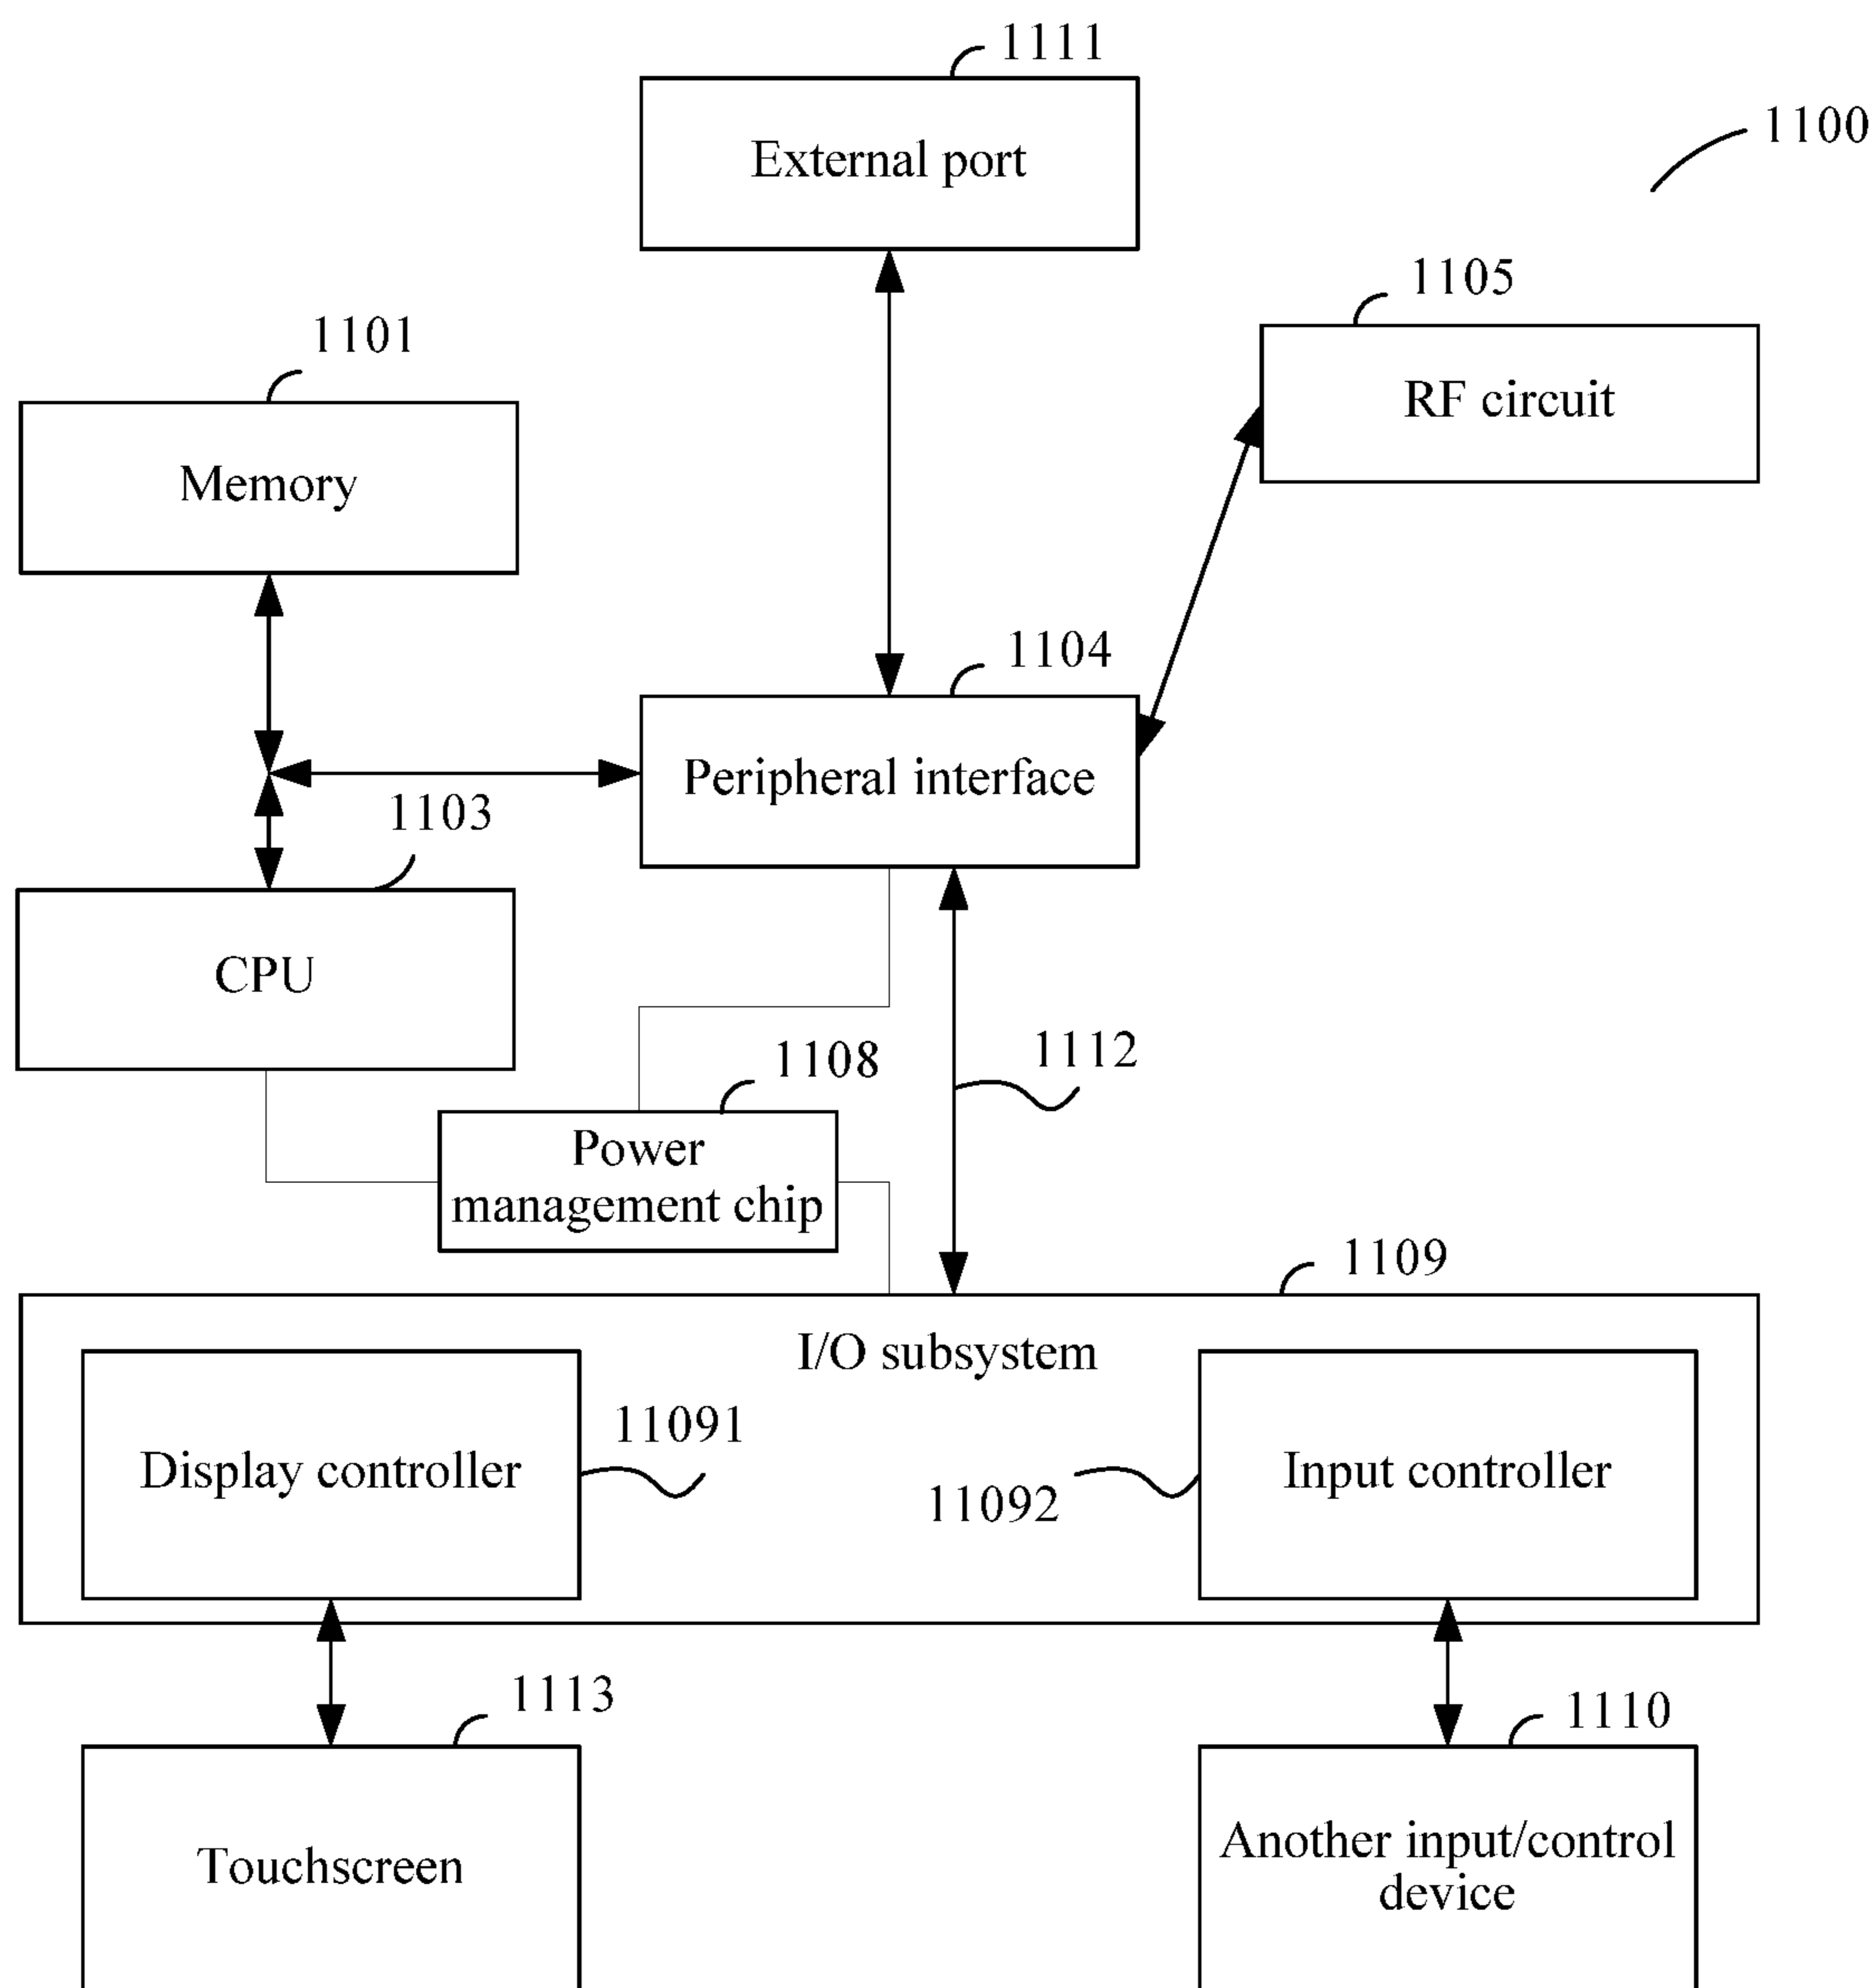 1111
External port
1100
1105
RF circuit
1101
Memory
1104
Peripheral interface
1103
CPU
1112
1108
Power
management chip
1109
I/O subsystem
11091
Display controller
11092
Input controller
1113
Touchscreen
1110
Another input/control
device